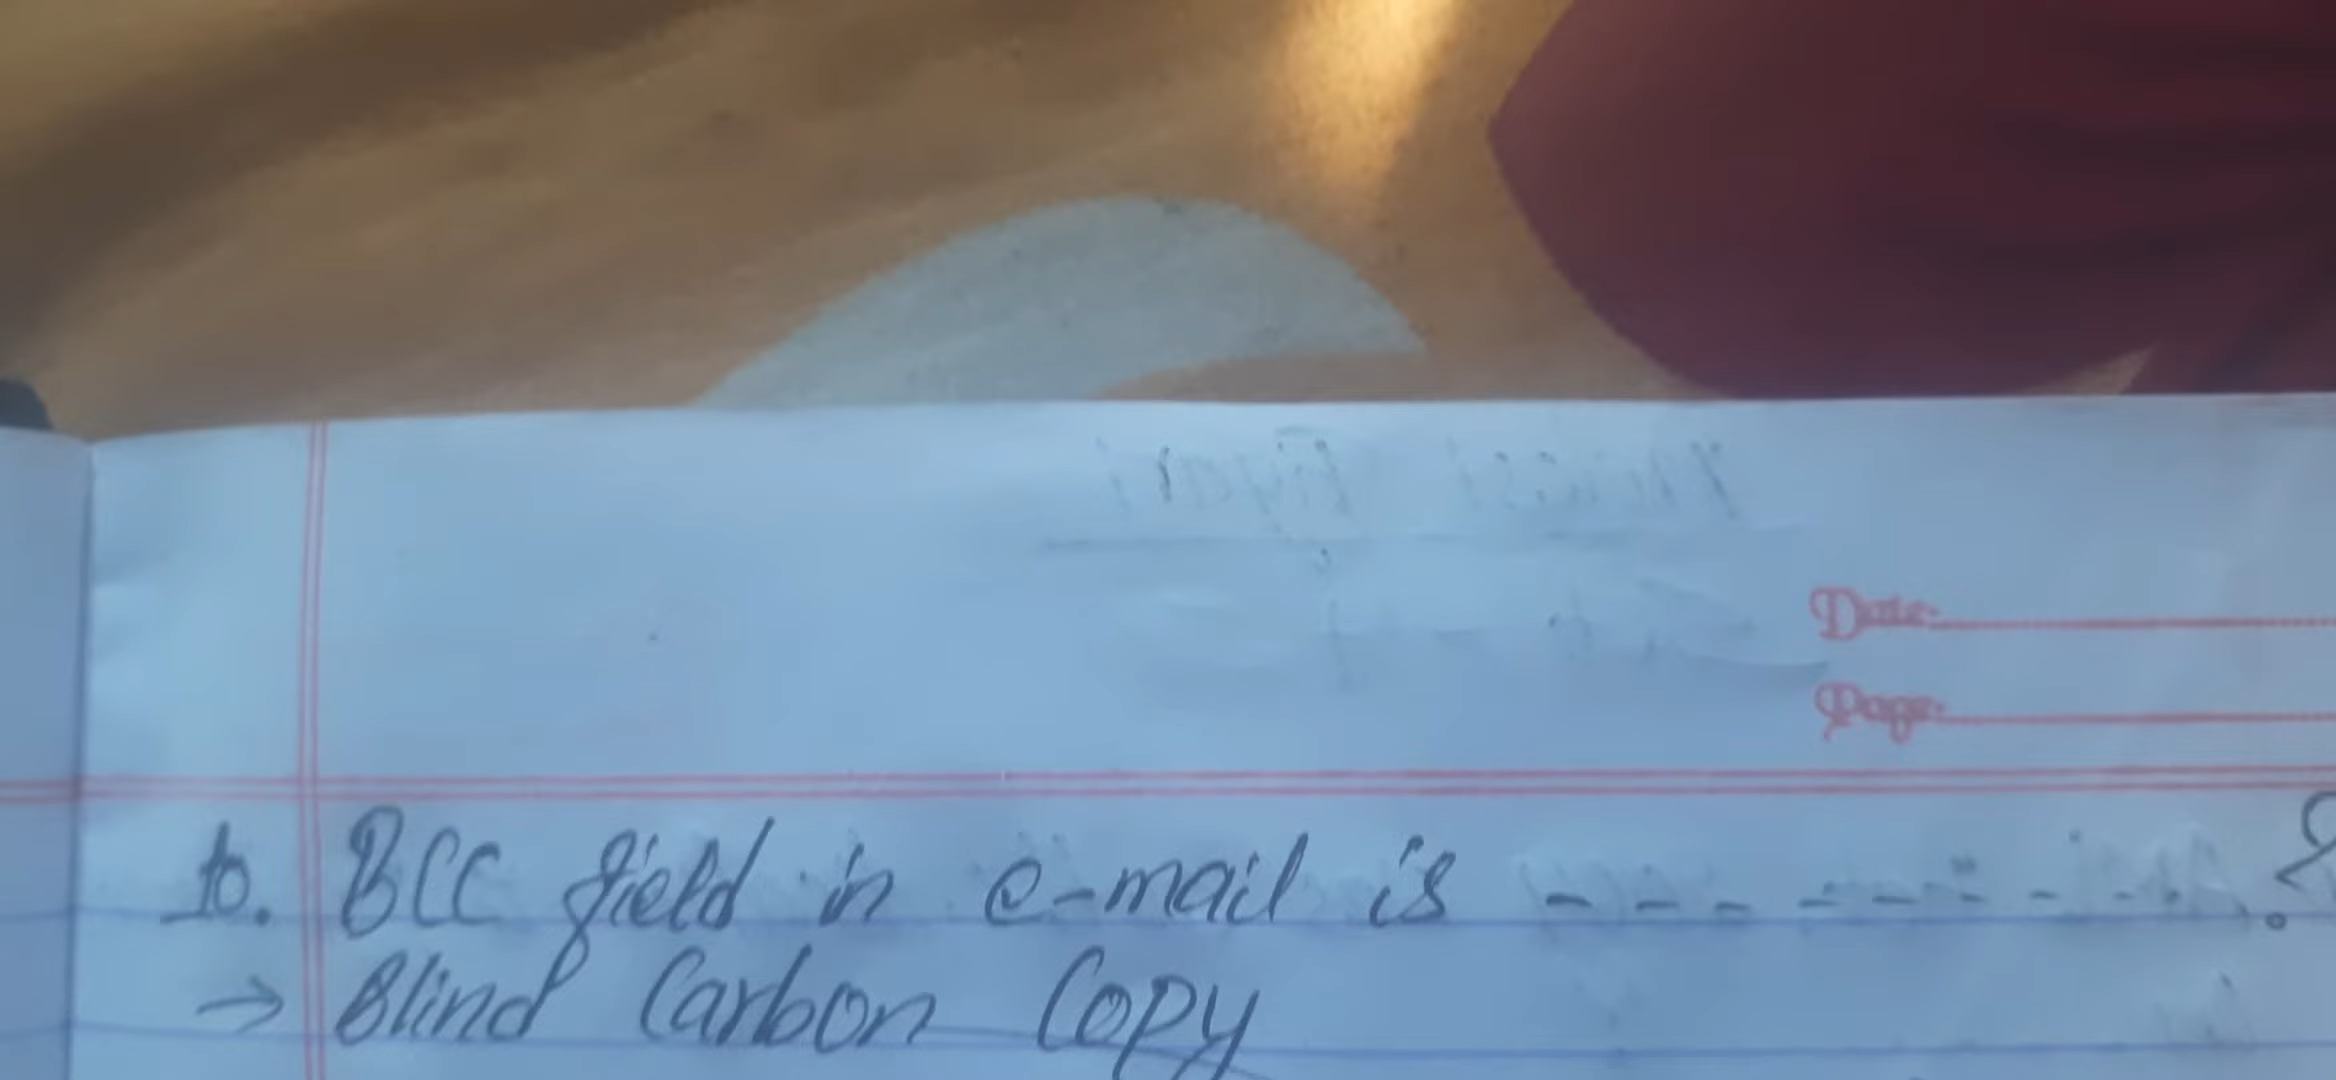 Date:
Page:
10. BCC field in e-mail is - - - - - - - - - .?
→ Blind Carbon Copy